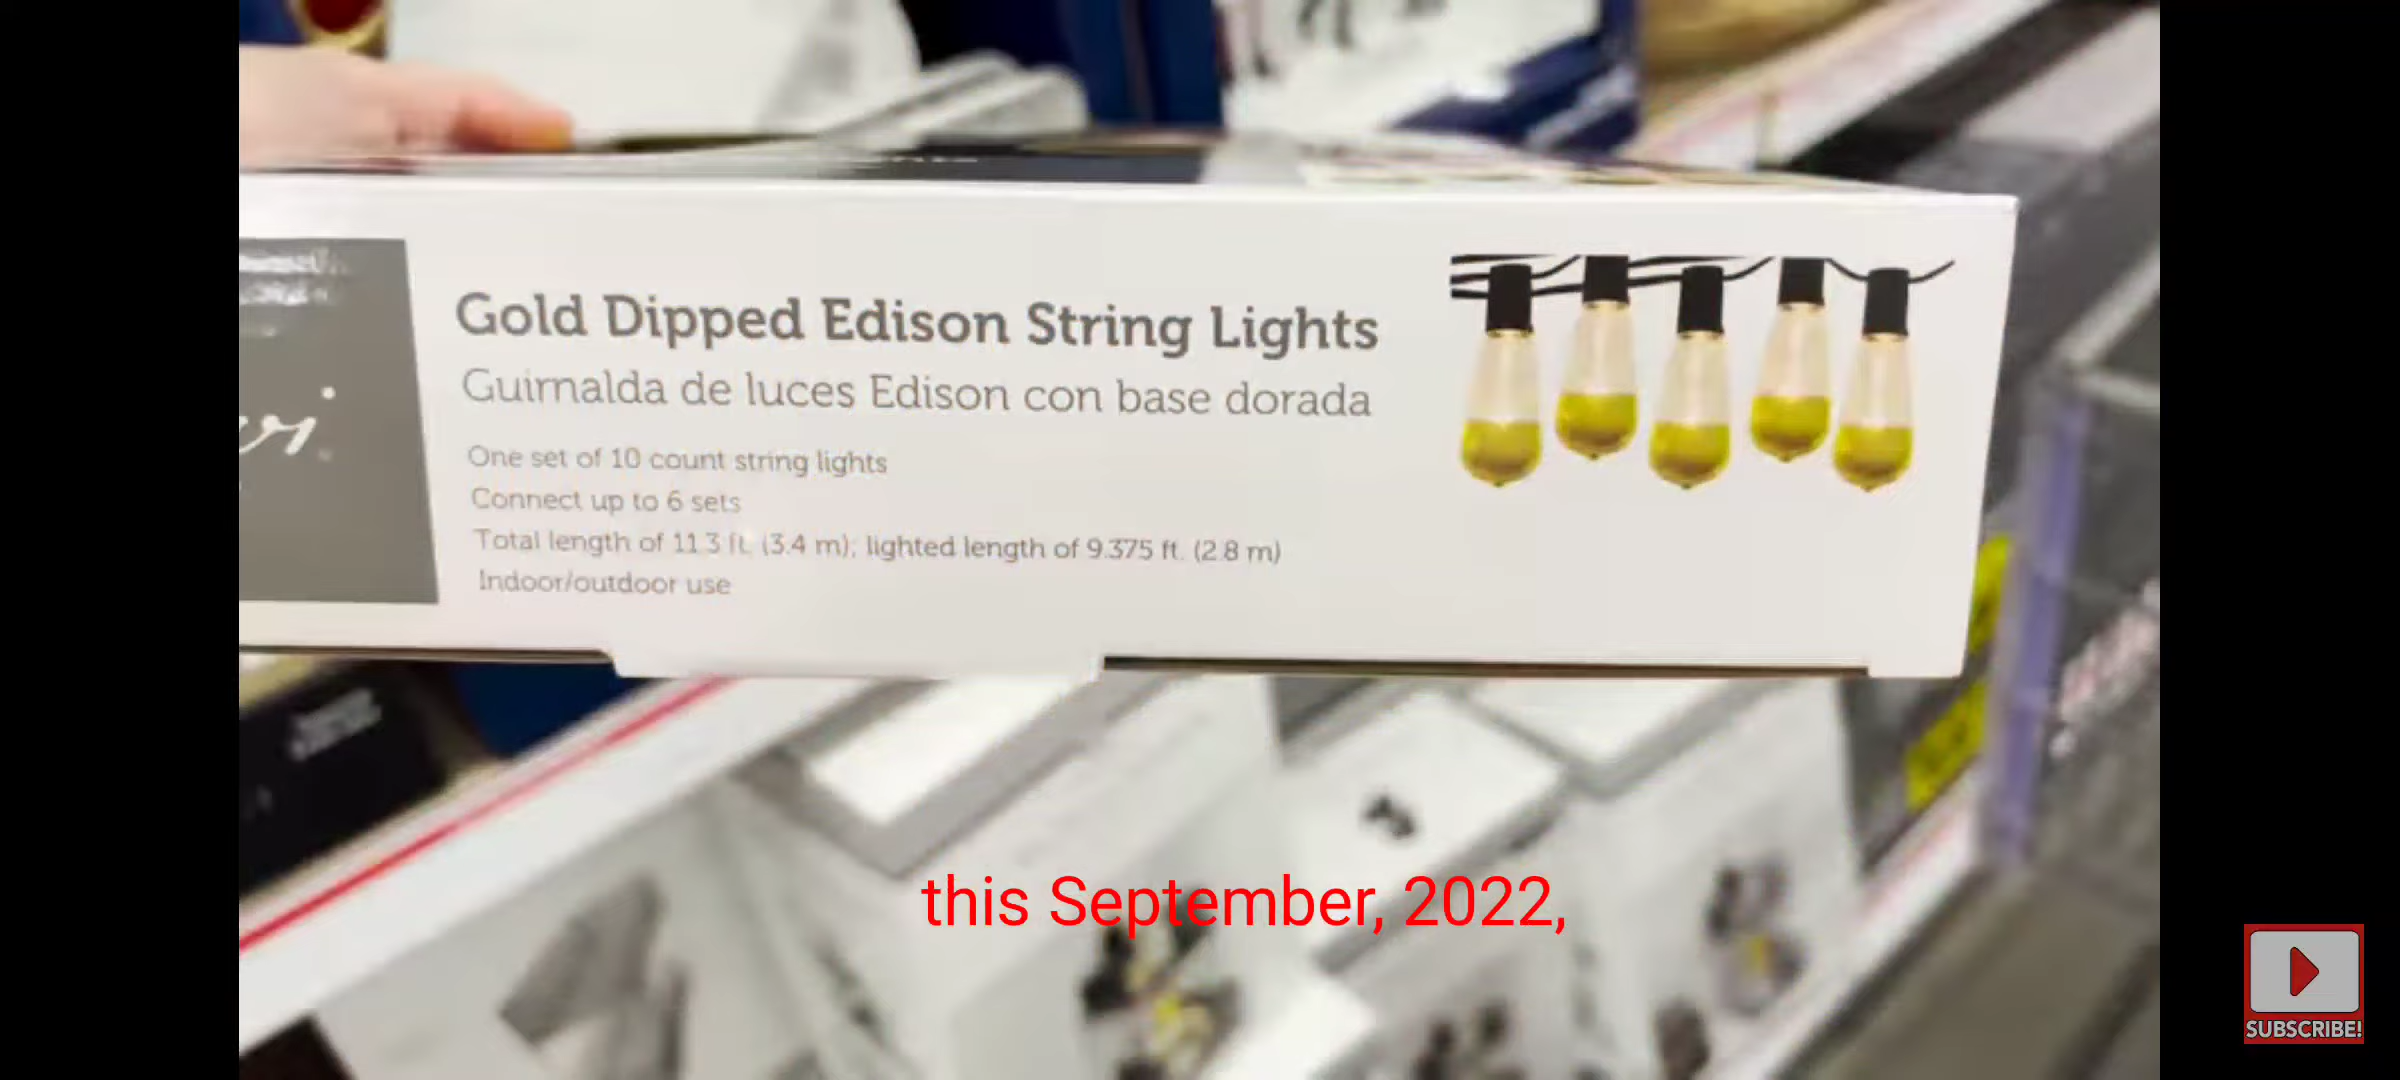 Gold Dipped Edison String Lights
Guirnalda de luces Edison con base dorada
One set of 10 count string lights
Connect up to 6 sets
Total length of 11.3 ft. (3.4 m); lighted length of 9.375 ft. (2.8 m)
Indoor/outdoor use
this September, 2022,
SUBSCRIBE!